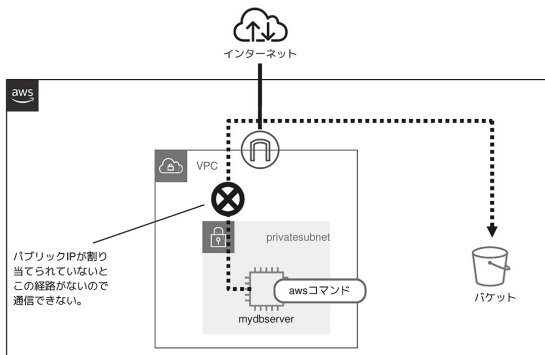 インターネット
aws
VPC
パブリックIPが割り
当てられていないと
この経路がないので
通信できない。
privatesubnet
awsコマンド
mydbserver
バケット